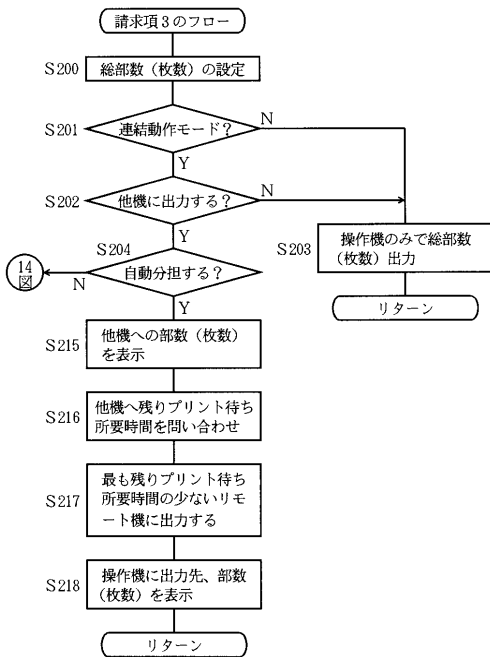 請求項3のフロー
S200
総部数（枚数）の設定
S201
連結動作モード？
N
Y
S202
他機に出力する？
N
Y
S203
操作機のみで総部数
（枚数）出力
リターン
S204
自動分担する？
N
14
図
Y
S215
他機への部数（枚数）
を表示
S216
他機へ残りプリント待ち
所要時間を問い合わせ
S217
最も残りプリント待ち
所要時間の少ないリモ
ート機に出力する
S218
操作機に出力先、部数
（枚数）を表示
リターン